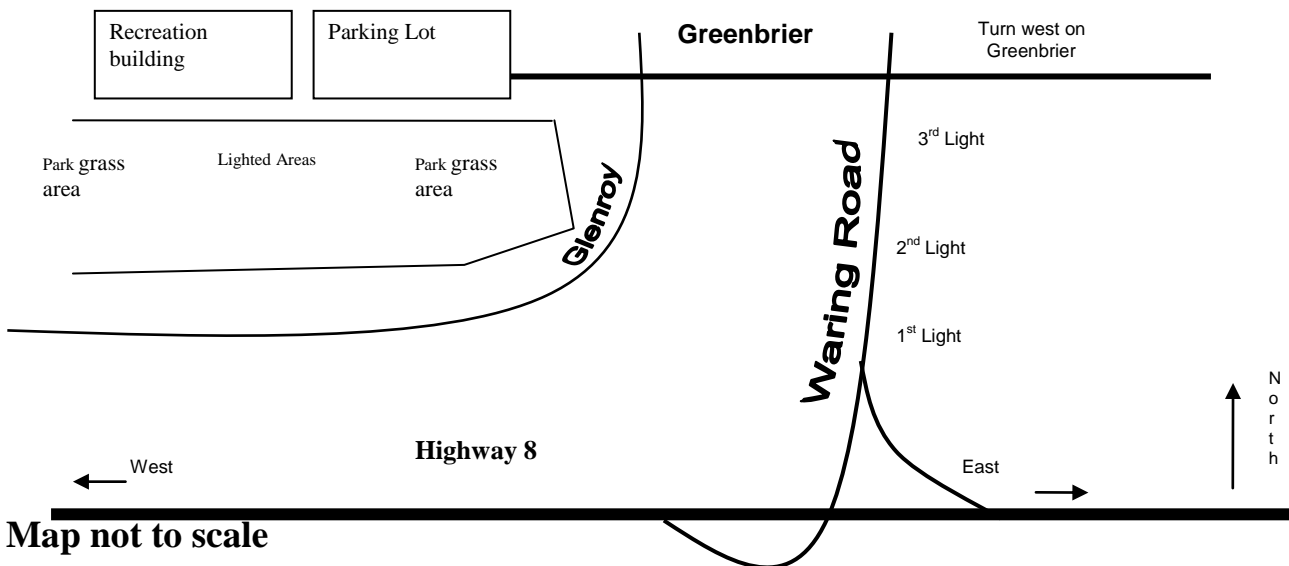 Recreation
building
Parking Lot
Greenbrier
Turn west on
Greenbrier
3rd Light
Park grass
area
Lighted Areas
Park grass
area
Glenroy
Waring Road
2nd Light
1st Light
North
Highway 8
West
East
Map not to scale